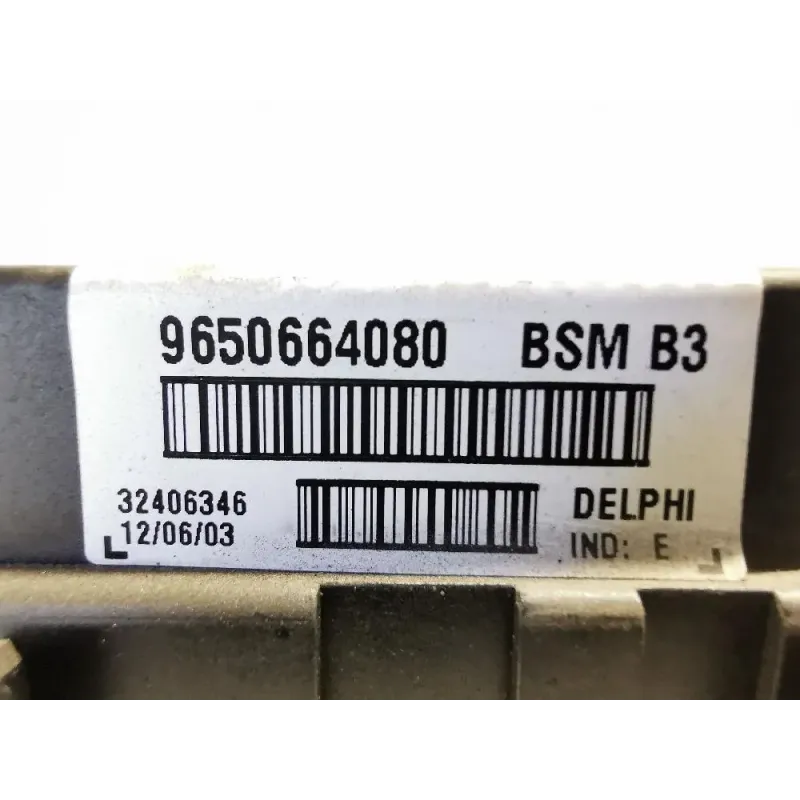 9650664080 BSM B3
32406346 DELPHI
12/06/03 IND: E